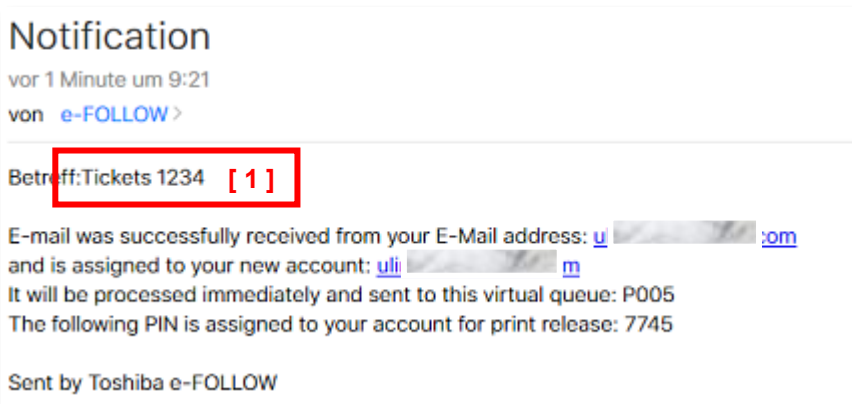 Notification
vor 1 Minute um 9:21
von e-FOLLOW >
Betreff:Tickets 1234 [ 1 ]
E-mail was successfully received from your E-Mail address: u com
and is assigned to your new account: uli m
It will be processed immediately and sent to this virtual queue: P005
The following PIN is assigned to your account for print release: 7745
Sent by Toshiba e-FOLLOW